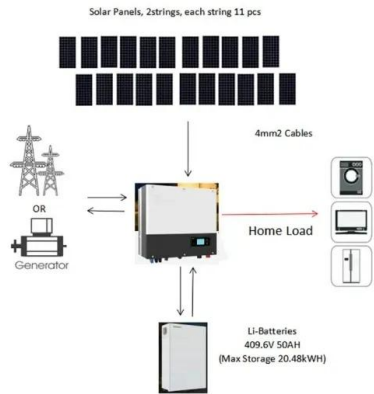 Solar Panels, 2strings, each string 11 pcs
4mm2 Cables
OR
Generator
Home Load
Li-Batteries
409.6V 50AH
(Max Storage 20.48kWH)